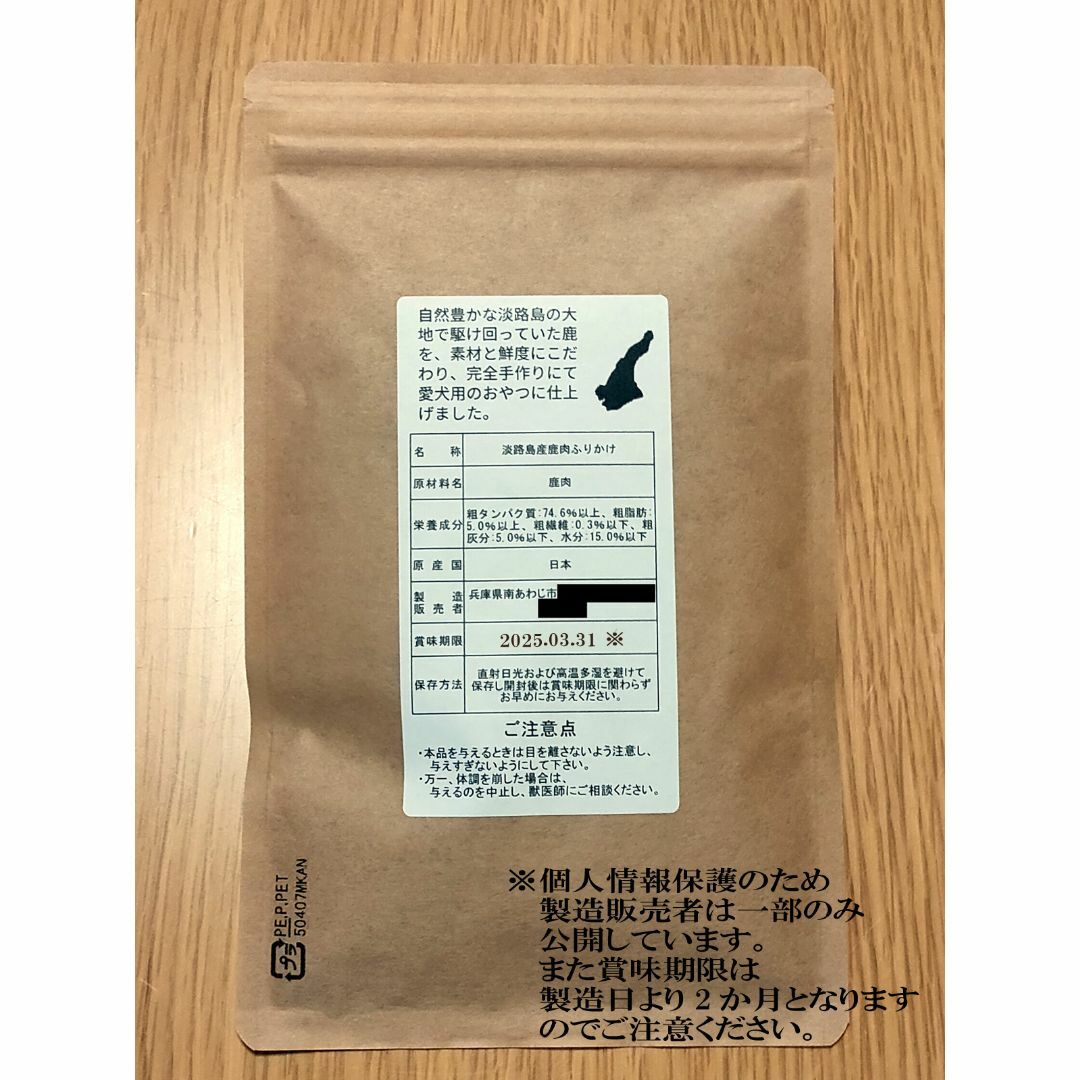 自然豊かな淡路島の大
地で駆け回っていた鹿
を、素材と鮮度にこだ
わり、完全手作りにて
愛犬用のおやつに仕上
げました。
名 称 淡路島産鹿肉ふりかけ
原材料名 鹿肉
栄養成分 粗タンパク質:74.6%以上、粗脂肪:
5.0%以上、粗繊維:0.3%以下、粗
灰分:5.0%以下、水分:15.0%以下
原産国 日本
製造 兵庫県南あわじ市
販売者
賞味期限 2025.03.31 ※
保存方法 直射日光および高温多湿を避けて
保存し開封後は賞味期限に関わらず
お早めにお与えください。
ご注意点
・本品を与えるときは目を離さないよう注意し、
与えすぎないようにして下さい。
・万一、体調を崩した場合は、
与えるのを中止し、獣医師にご相談ください。
PE,P,PET
50407MKAN
プラ
※個人情報保護のため
製造販売者は一部のみ
公開しています。
また賞味期限は
製造日より2か月となります
のでご注意ください。